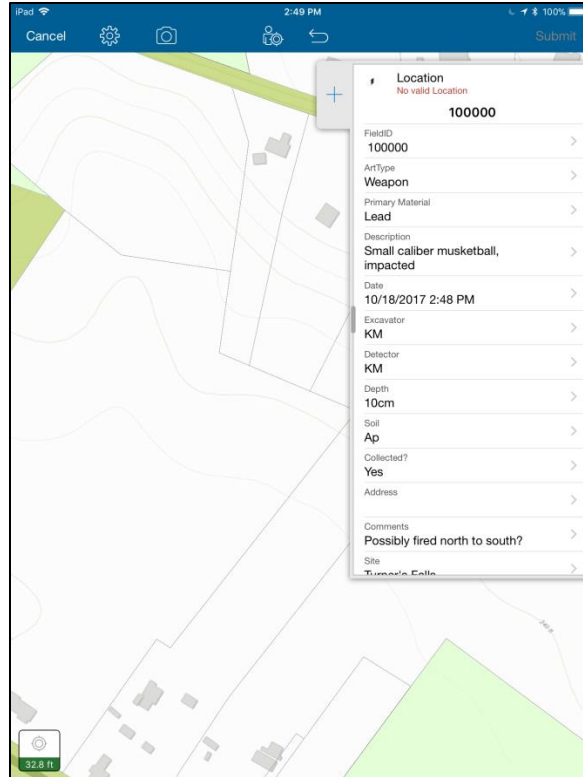 iPad 2:49 PM 100%
Cancel Submit
Location
No valid Location
100000
FieldID
100000
ArtType
Weapon
Primary Material
Lead
Description
Small caliber musketball,
impacted
Date
10/18/2017 2:48 PM
Excavator
KM
Detector
KM
Depth
10cm
Soil
Ap
Collected?
Yes
Address
Comments
Possibly fired north to south?
Site
Turner's Falls
32.8 ft